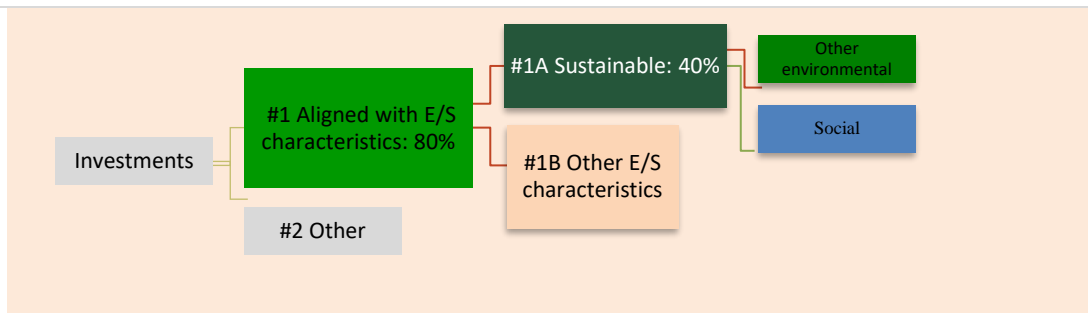 Investments
#1 Aligned with E/S
characteristics: 80%
#2 Other
#1A Sustainable: 40%
#1B Other E/S
characteristics
Other
environmental
Social